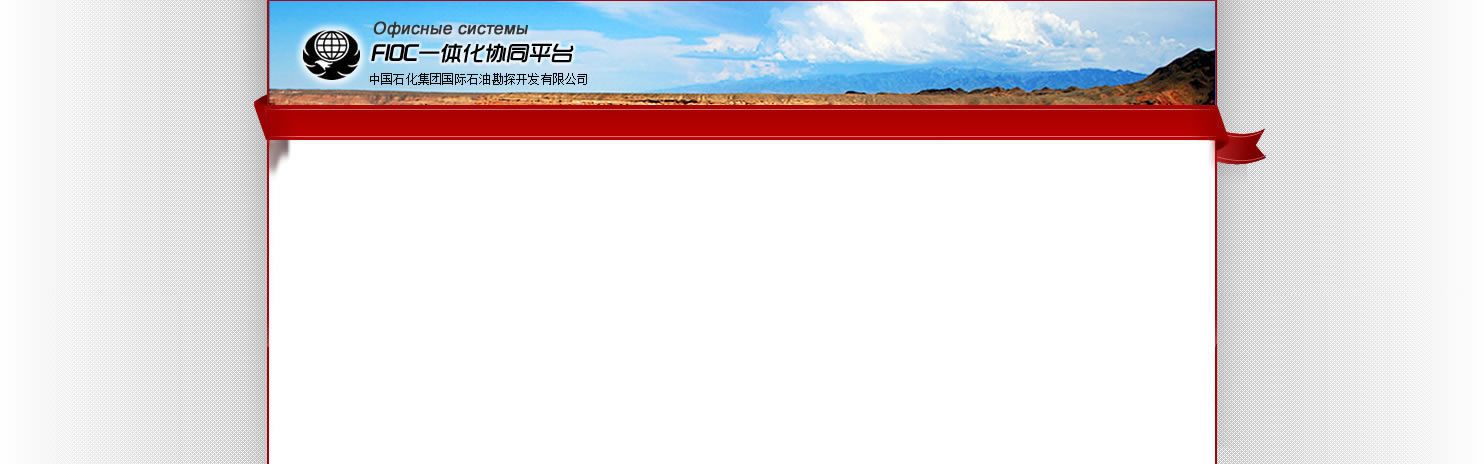 Офисные системы
FIOC一体化协同平台
中国石化集团国际石油勘探开发有限公司